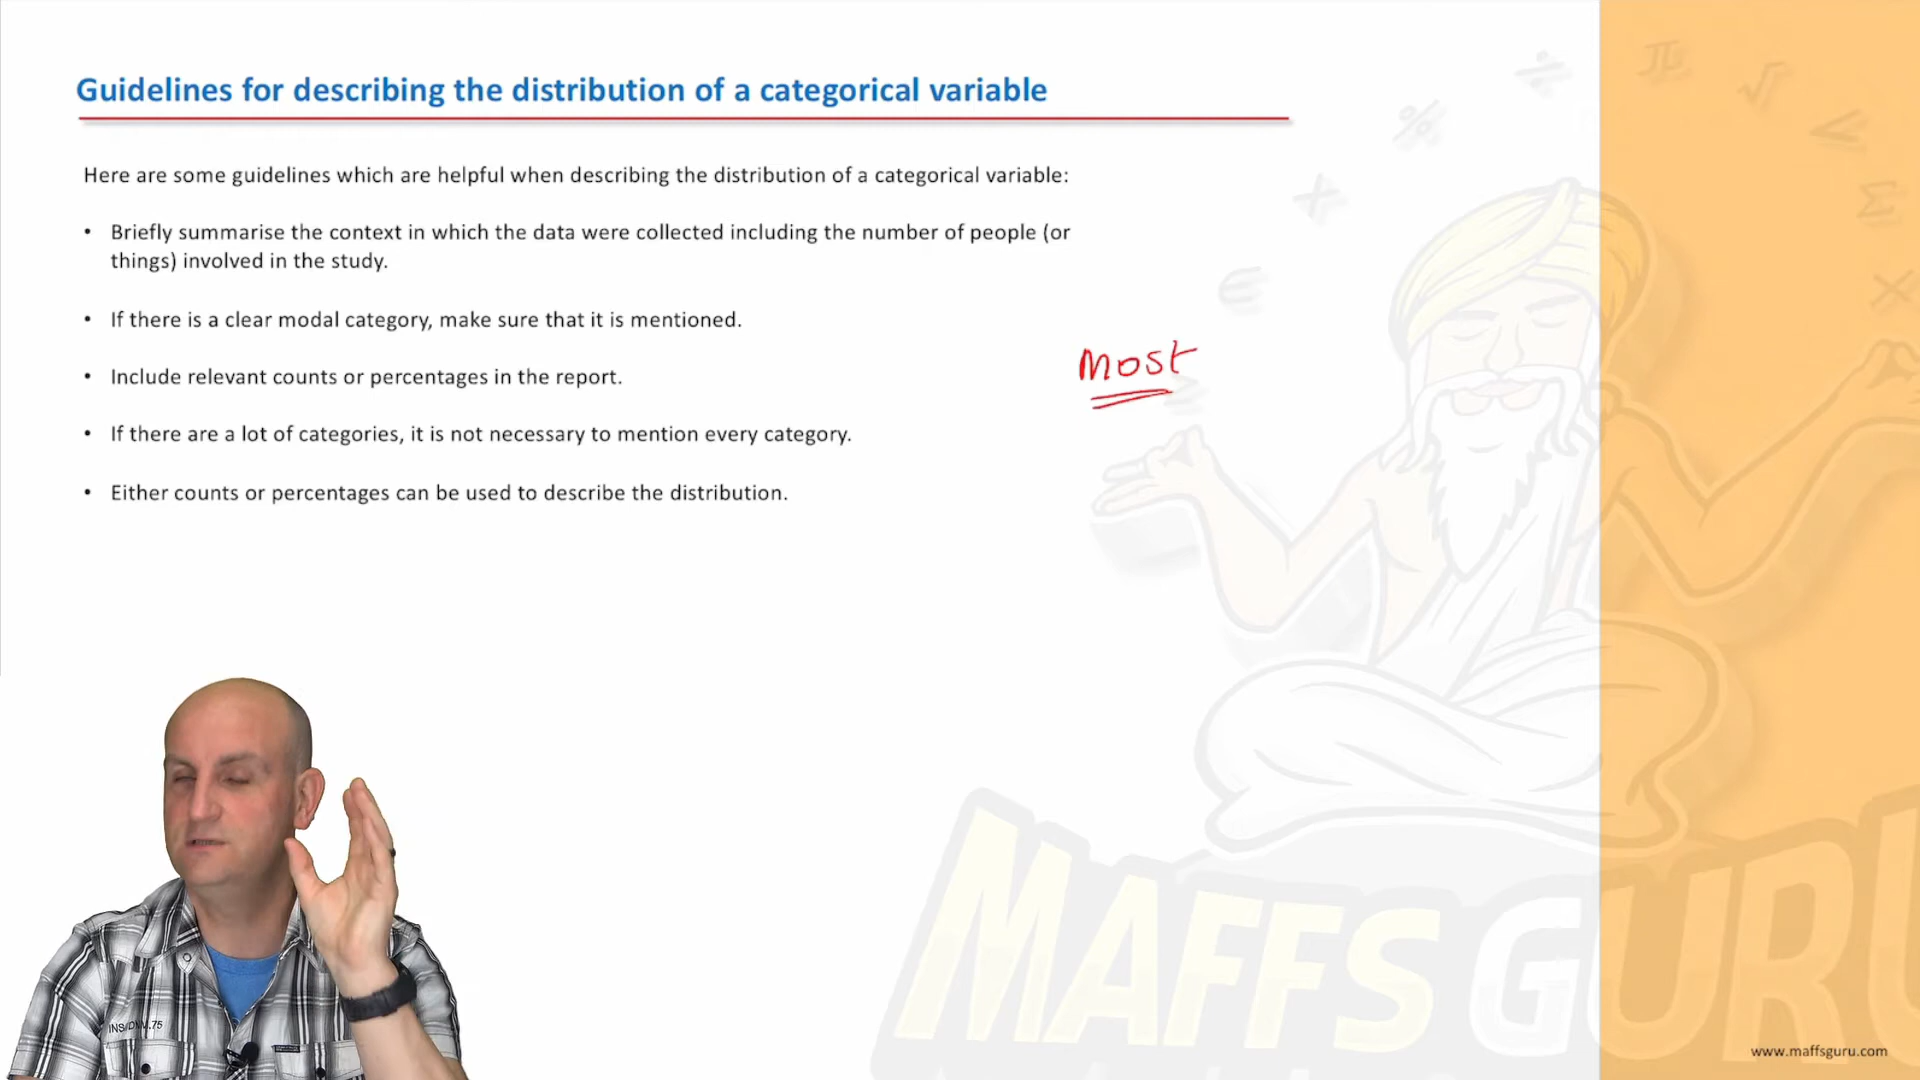 Guidelines for describing the distribution of a categorical variable
Here are some guidelines which are helpful when describing the distribution of a categorical variable:
• Briefly summarise the context in which the data were collected including the number of people (or
things) involved in the study.
• If there is a clear modal category, make sure that it is mentioned.
Most
• Include relevant counts or percentages in the report.
• If there are a lot of categories, it is not necessary to mention every category.
• Either counts or percentages can be used to describe the distribution.
MAFFS GURU
www.maffsguru.com